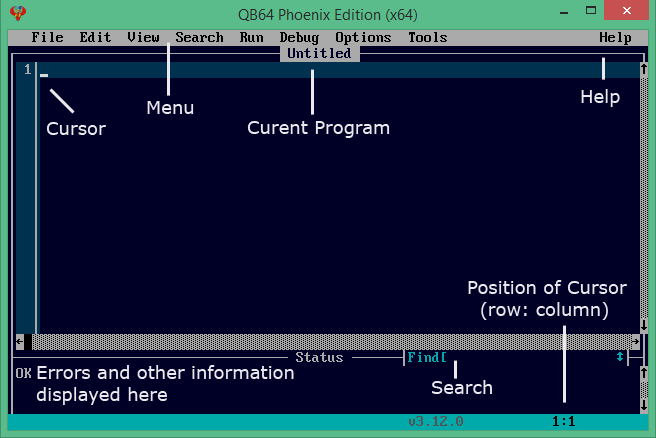 QB64 Phoenix Edition (x64)
File Edit View Search Run Debug Options Tools Help
Untitled
1
Cursor
Menu
Curent Program
Help
Position of Cursor
(row: column)
Status
Find[
OK
Errors and other information
displayed here
Search
v3.12.0
1:1